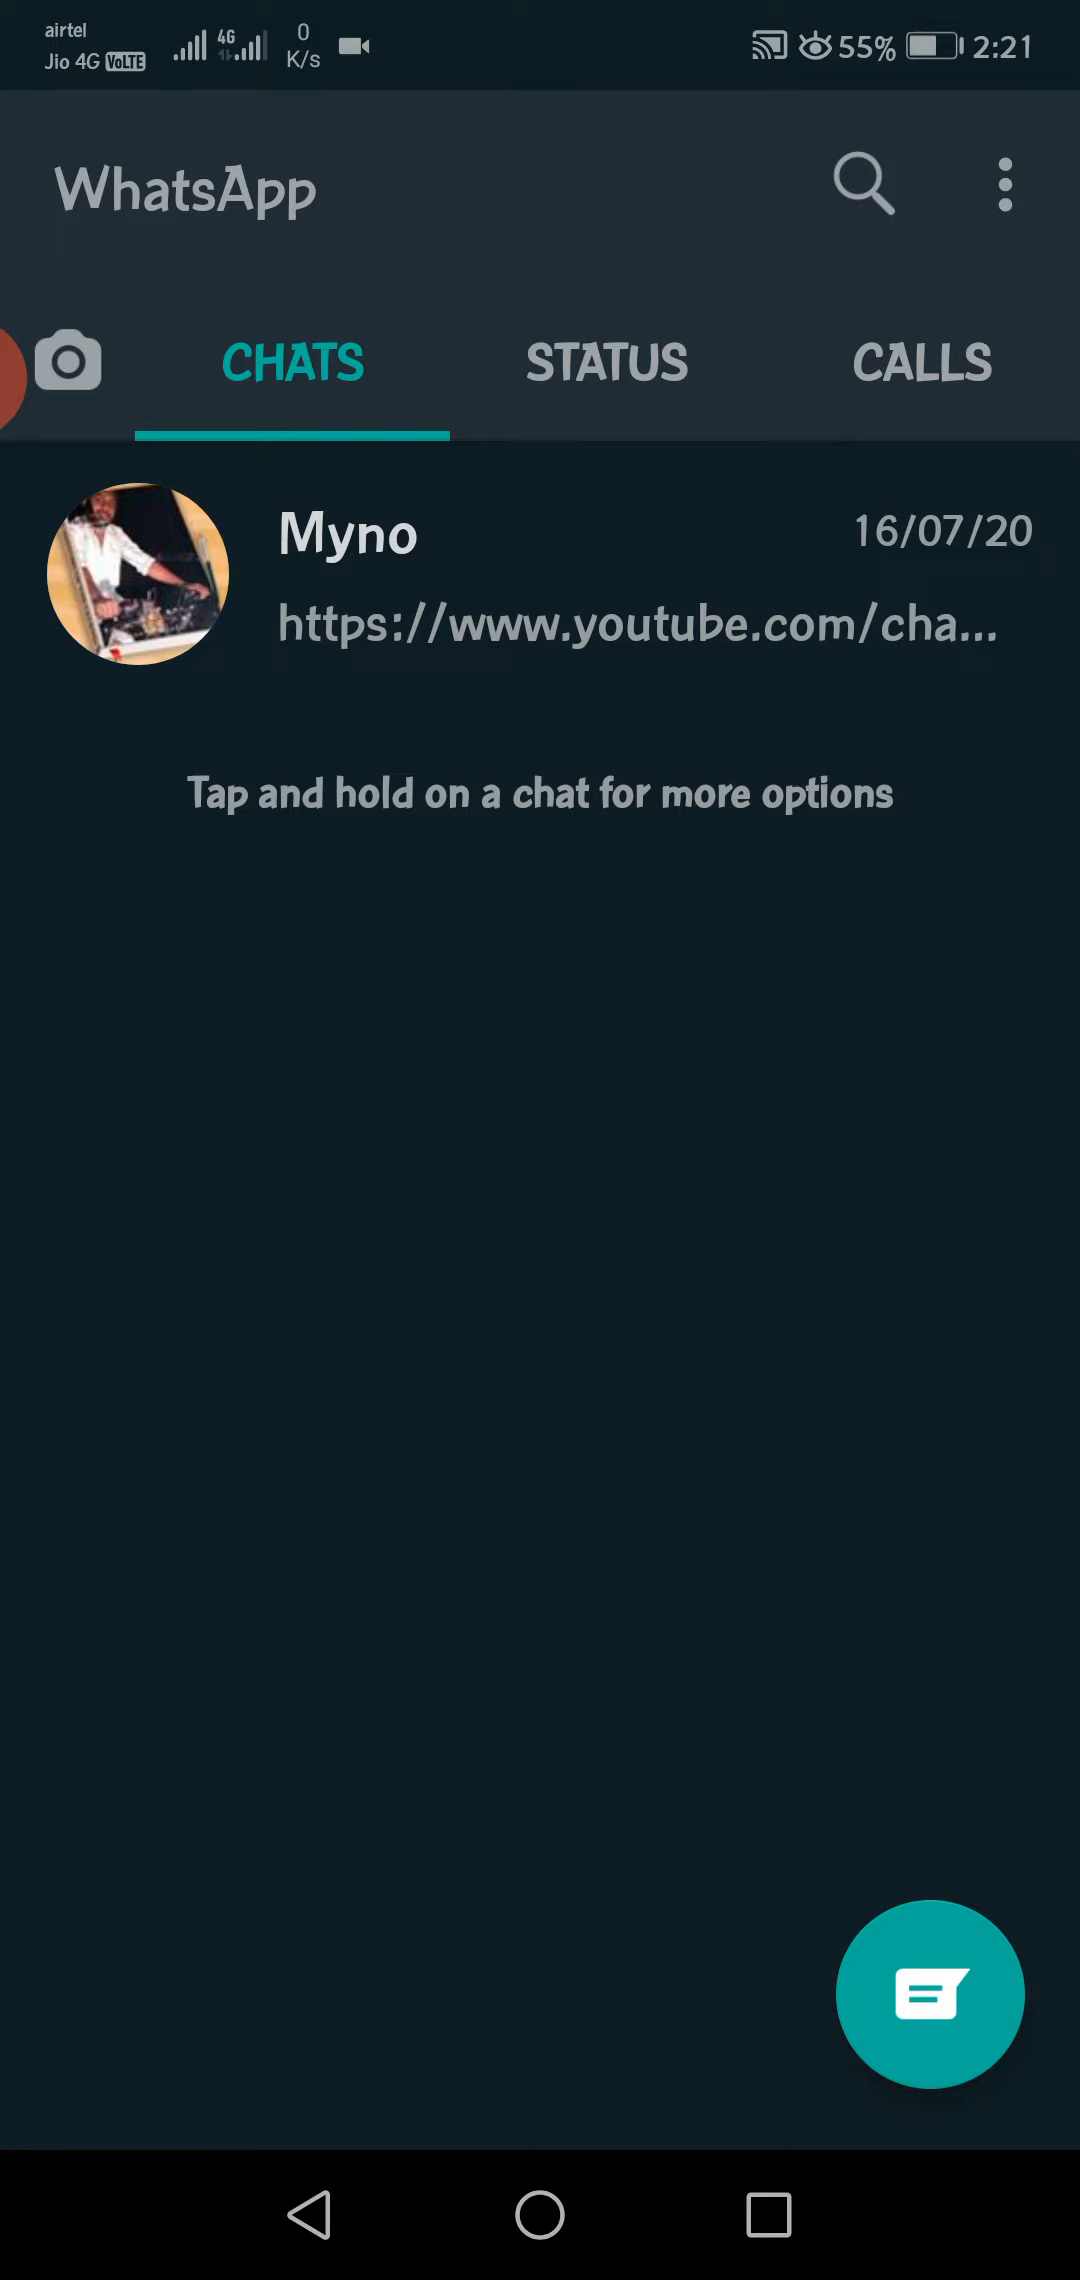 airtel
Jio 4G VoLTE
4G
0
K/s
55%
2:21
WhatsApp
CHATS
STATUS
CALLS
Myno
16/07/20
https://www.youtube.com/cha...
Tap and hold on a chat for more options